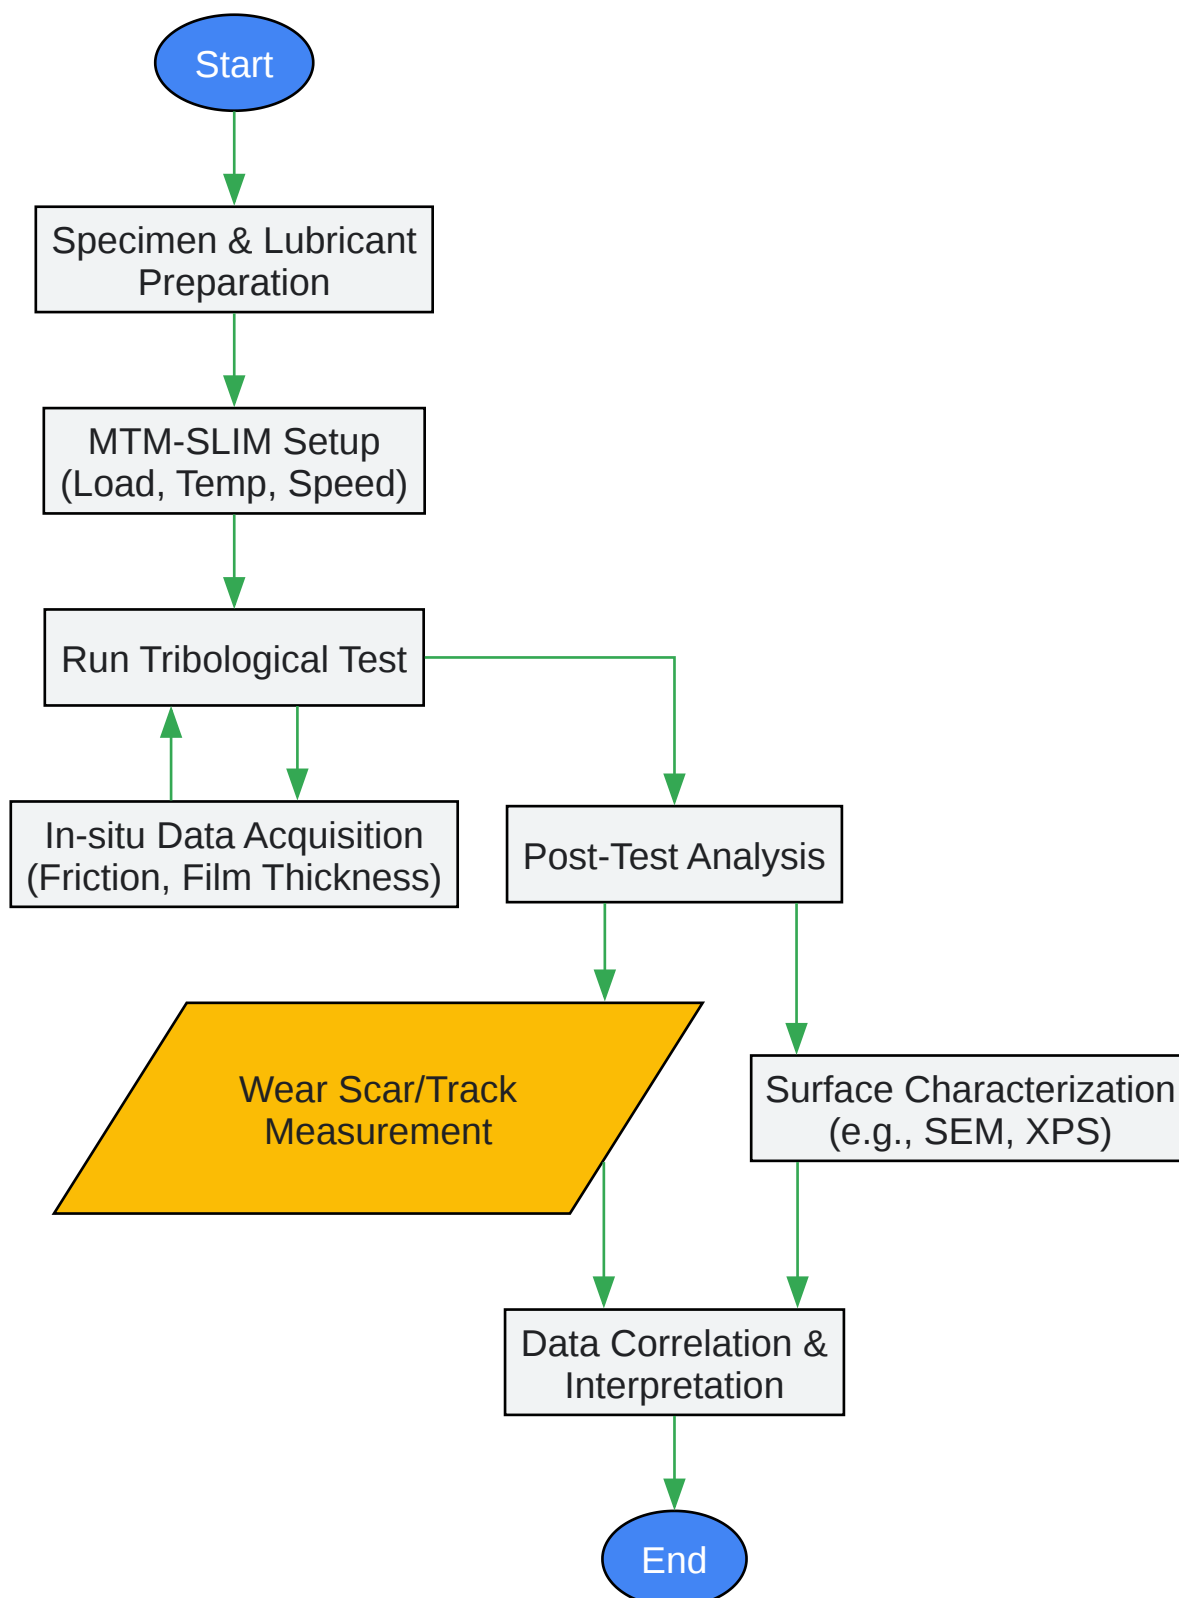 Start
Specimen & Lubricant
Preparation
MTM-SLIM Setup
(Load, Temp, Speed)
Run Tribological Test
In-situ Data Acquisition
(Friction, Film Thickness)
Post-Test Analysis
Wear Scar/Track
Measurement
Surface Characterization
(e.g., SEM, XPS)
Data Correlation &
Interpretation
End